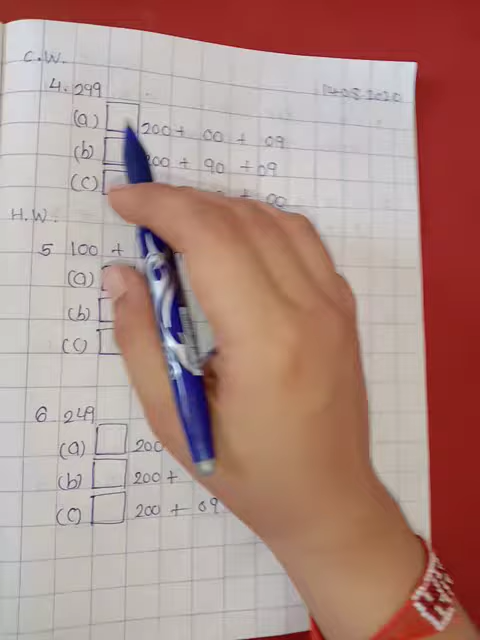 C.W.
14.08.2020
4. 299
(a) 200 + 00 + 09
(b) 200 + 90 + 09
(c) + 00
H.W.
5 100 +
(a)
(b)
(c)
6 249
(a) 200
(b) 200 +
(c) 200 + 09